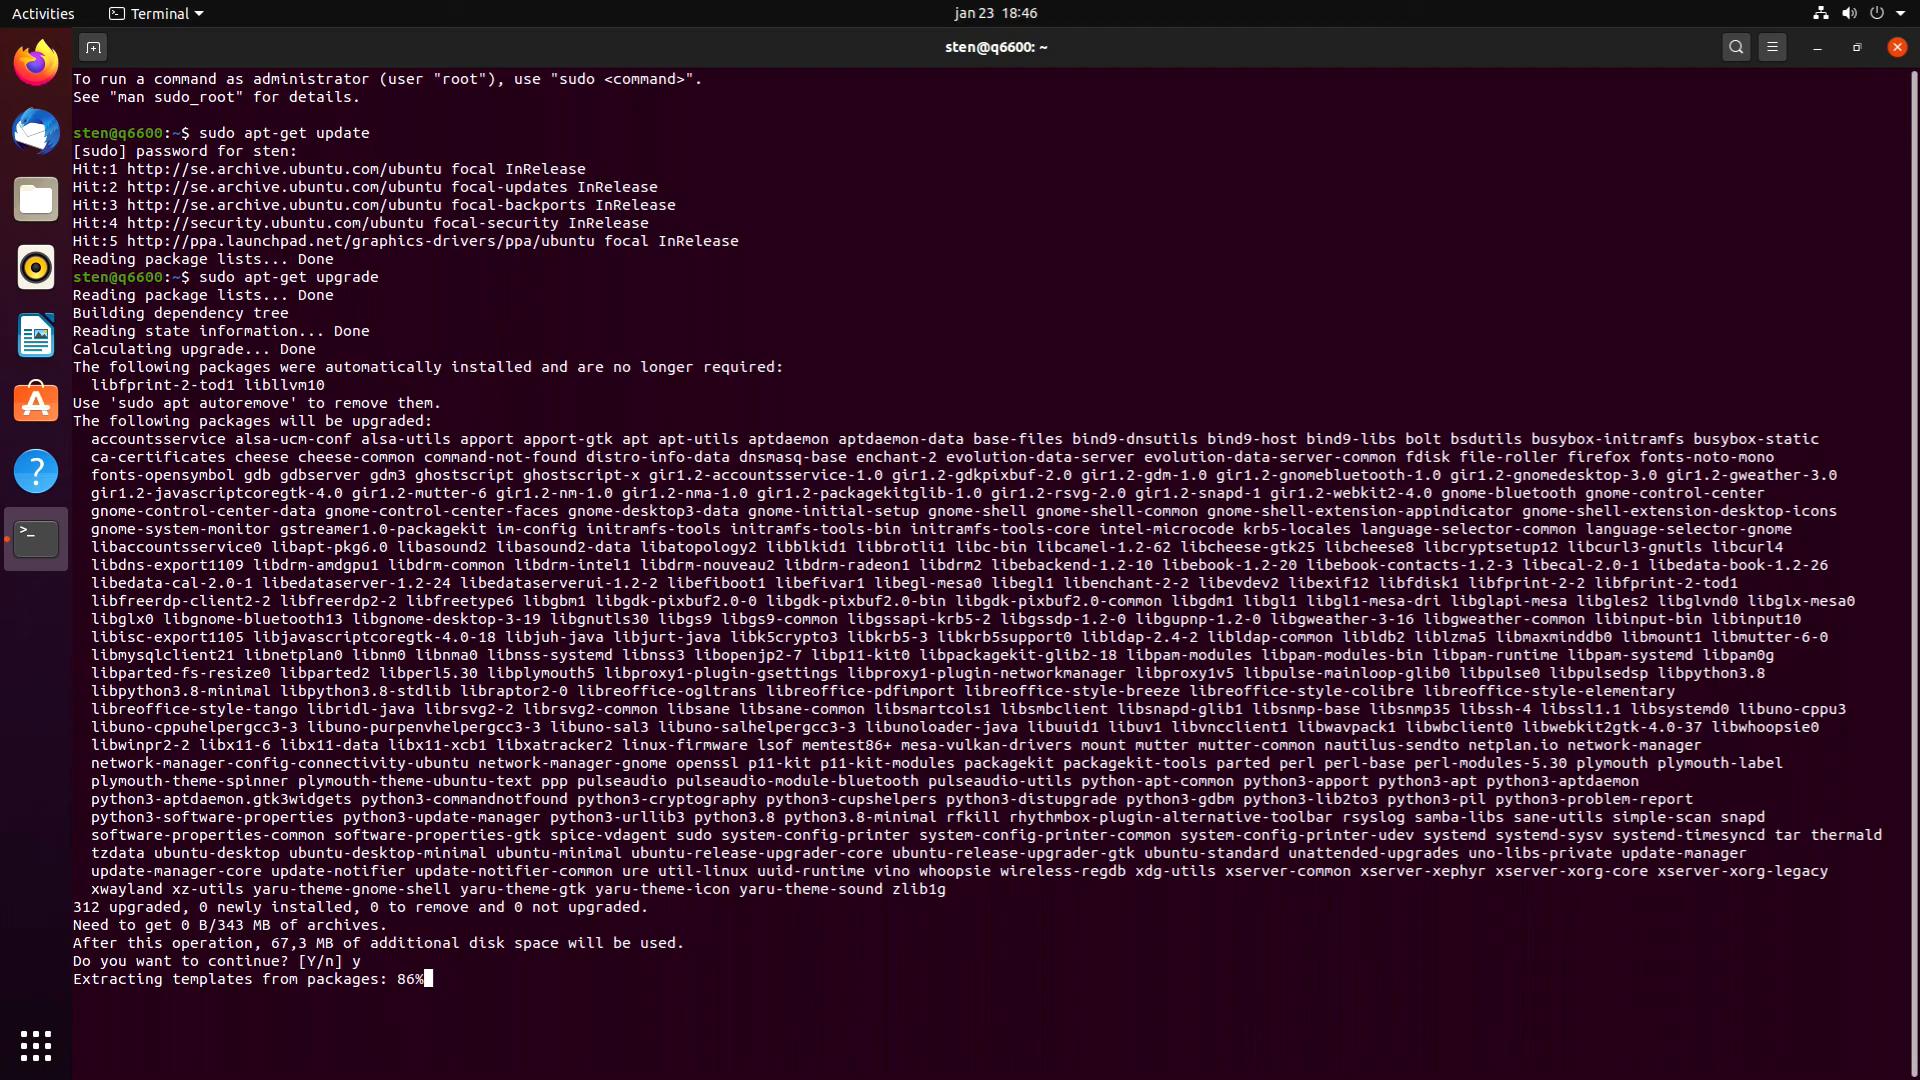 Activities
Terminal
jan 23 18:46
sten@q6600: ~
To run a command as administrator (user "root"), use "sudo <command>".
See "man sudo_root" for details.
sten@q6600:~$ sudo apt-get update
[sudo] password for sten:
Hit:1 http://se.archive.ubuntu.com/ubuntu focal InRelease
Hit:2 http://se.archive.ubuntu.com/ubuntu focal-updates InRelease
Hit:3 http://se.archive.ubuntu.com/ubuntu focal-backports InRelease
Hit:4 http://security.ubuntu.com/ubuntu focal-security InRelease
Hit:5 http://ppa.launchpad.net/graphics-drivers/ppa/ubuntu focal InRelease
Reading package lists... Done
sten@q6600:~$ sudo apt-get upgrade
Reading package lists... Done
Building dependency tree
Reading state information... Done
Calculating upgrade... Done
The following packages were automatically installed and are no longer required:
libfprint-2-tod1 libllvm10
Use 'sudo apt autoremove' to remove them.
The following packages will be upgraded:
accountsservice alsa-ucm-conf alsa-utils apport apport-gtk apt apt-utils aptdaemon aptdaemon-data base-files bind9-dnsutils bind9-host bind9-libs bolt bsdutils busybox-initramfs busybox-static
ca-certificates cheese cheese-common command-not-found distro-info-data dnsmasq-base enchant-2 evolution-data-server evolution-data-server-common fdisk file-roller firefox fonts-noto-mono
fonts-opensymbol gdb gdbserver gdm3 ghostscript ghostscript-x gir1.2-accountsservice-1.0 gir1.2-gdkpixbuf-2.0 gir1.2-gdm-1.0 gir1.2-gnomebluetooth-1.0 gir1.2-gnomedesktop-3.0 gir1.2-gweather-3.0
gir1.2-javascriptcoregtk-4.0 gir1.2-mutter-6 gir1.2-nm-1.0 gir1.2-nma-1.0 gir1.2-packagekitglib-1.0 gir1.2-rsvg-2.0 gir1.2-snapd-1 gir1.2-webkit2-4.0 gnome-bluetooth gnome-control-center
gnome-control-center-data gnome-control-center-faces gnome-desktop3-data gnome-initial-setup gnome-shell gnome-shell-common gnome-shell-extension-appindicator gnome-shell-extension-desktop-icons
gnome-system-monitor gstreamer1.0-packagekit im-config initramfs-tools initramfs-tools-bin initramfs-tools-core intel-microcode krb5-locales language-selector-common language-selector-gnome
libaccountsservice0 libapt-pkg6.0 libasound2 libasound2-data libatopology2 libblkid1 libbrotli1 libc-bin libcamel-1.2-62 libcheese-gtk25 libcheese8 libcryptsetup12 libcurl3-gnutls libcurl4
libdns-export1109 libdrm-amdgpu1 libdrm-common libdrm-intel1 libdrm-nouveau2 libdrm-radeon1 libdrm2 libebackend-1.2-10 libebook-1.2-20 libebook-contacts-1.2-3 libecal-2.0-1 libedata-book-1.2-26
libedata-cal-2.0-1 libedataserver-1.2-24 libedataserverui-1.2-2 libefiboot1 libefivar1 libegl-mesa0 libegl1 libenchant-2-2 libevdev2 libexif12 libfdisk1 libfprint-2-2 libfprint-2-tod1
libfreerdp-client2-2 libfreerdp2-2 libfreetype6 libgbm1 libgdk-pixbuf2.0-0 libgdk-pixbuf2.0-bin libgdk-pixbuf2.0-common libgdm1 libgl1 libgl1-mesa-dri libglapi-mesa libgles2 libglvnd0 libglx-mesa0
libglx0 libgnome-bluetooth13 libgnome-desktop-3-19 libgnutls30 libgs9 libgs9-common libgssapi-krb5-2 libgssdp-1.2-0 libgupnp-1.2-0 libgweather-3-16 libgweather-common libinput-bin libinput10
libisc-export1105 libjavascriptcoregtk-4.0-18 libjuh-java libjurt-java libk5crypto3 libkrb5-3 libkrb5support0 libldap-2.4-2 libldap-common libldb2 liblzma5 libmaxminddb0 libmount1 libmutter-6-0
libmysqlclient21 libnetplan0 libnm0 libnma0 libnss-systemd libnss3 libopenjp2-7 libp11-kit0 libpackagekit-glib2-18 libpam-modules libpam-modules-bin libpam-runtime libpam-systemd libpam0g
libparted-fs-resize0 libparted2 libperl5.30 libplymouth5 libproxy1-plugin-gsettings libproxy1-plugin-networkmanager libproxy1v5 libpulse-mainloop-glib0 libpulse0 libpulsedsp libpython3.8
libpython3.8-minimal libpython3.8-stdlib libraptor2-0 libreoffice-ogltrans libreoffice-pdfimport libreoffice-style-breeze libreoffice-style-colibre libreoffice-style-elementary
libreoffice-style-tango libridl-java librsvg2-2 librsvg2-common libsane libsane-common libsmartcols1 libsmbclient libsnapd-glib1 libsnmp-base libsnmp35 libssh-4 libssl1.1 libsystemd0 libuno-cppu3
libuno-cppuhelpergcc3-3 libuno-purpenvhelpergcc3-3 libuno-sal3 libuno-salhelpergcc3-3 libunoloader-java libuuid1 libuv1 libvncclient1 libwavpack1 libwbclient0 libwebkit2gtk-4.0-37 libwhoopsie0
libwinpr2-2 libx11-6 libx11-data libx11-xcb1 libxatracker2 linux-firmware lsof memtest86+ mesa-vulkan-drivers mount mutter mutter-common nautilus-sendto netplan.io network-manager
network-manager-config-connectivity-ubuntu network-manager-gnome openssl p11-kit p11-kit-modules packagekit packagekit-tools parted perl perl-base perl-modules-5.30 plymouth plymouth-label
plymouth-theme-spinner plymouth-theme-ubuntu-text ppp pulseaudio pulseaudio-module-bluetooth pulseaudio-utils python-apt-common python3-apport python3-apt python3-aptdaemon
python3-aptdaemon.gtk3widgets python3-commandnotfound python3-cryptography python3-cupshelpers python3-distupgrade python3-gdbm python3-lib2to3 python3-pil python3-problem-report
python3-software-properties python3-update-manager python3-urllib3 python3.8 python3.8-minimal rfkill rhythmbox-plugin-alternative-toolbar rsyslog samba-libs sane-utils simple-scan snapd
software-properties-common software-properties-gtk spice-vdagent sudo system-config-printer system-config-printer-common system-config-printer-udev systemd systemd-sysv systemd-timesyncd tar thermald
tzdata ubuntu-desktop ubuntu-desktop-minimal ubuntu-minimal ubuntu-release-upgrader-core ubuntu-release-upgrader-gtk ubuntu-standard unattended-upgrades uno-libs-private update-manager
update-manager-core update-notifier update-notifier-common ure util-linux uuid-runtime vino whoopsie wireless-regdb xdg-utils xserver-common xserver-xephyr xserver-xorg-core xserver-xorg-legacy
xwayland xz-utils yaru-theme-gnome-shell yaru-theme-gtk yaru-theme-icon yaru-theme-sound zlib1g
312 upgraded, 0 newly installed, 0 to remove and 0 not upgraded.
Need to get 0 B/343 MB of archives.
After this operation, 67,3 MB of additional disk space will be used.
Do you want to continue? [Y/n] y
Extracting templates from packages: 86%